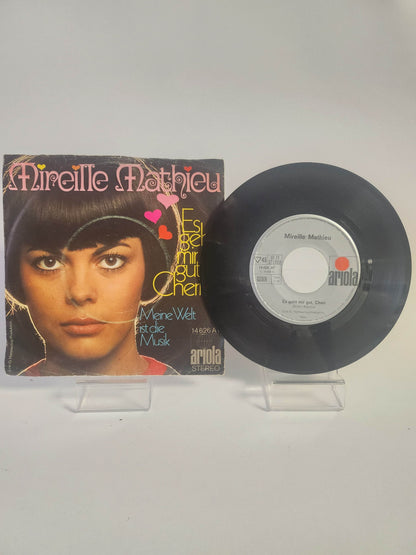 Mireille Mathieu
Es
geht
mir
gut
Cheri
Meine Welt
ist die
Musik
14 626 A
ariola
STEREO
Mireille Mathieu
ariola
Es geht mir gut, Cheri